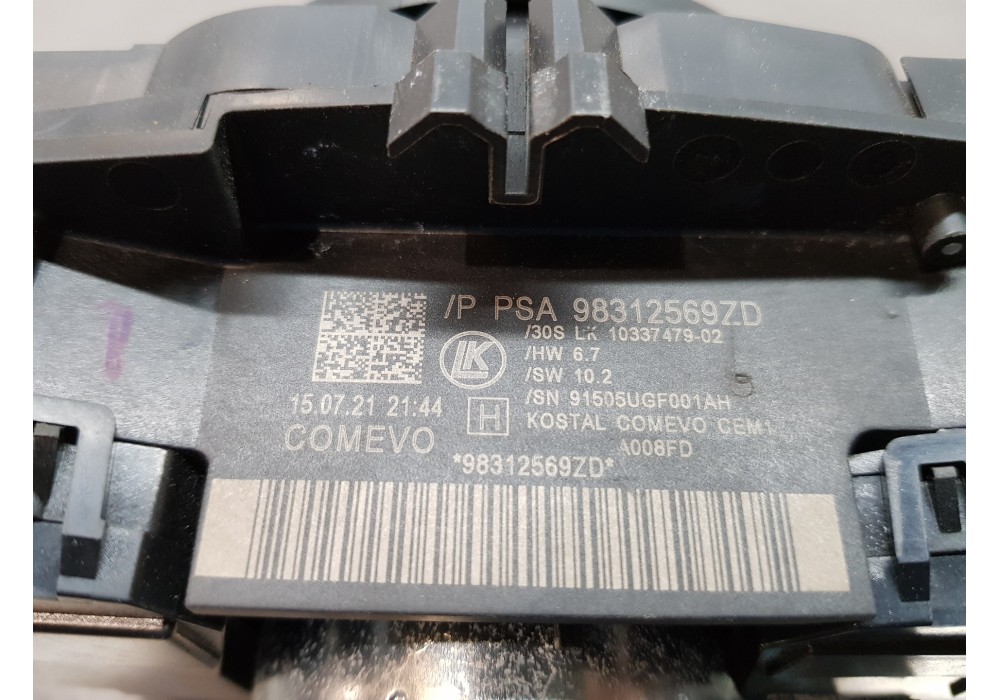 /P PSA 98312569ZD
/30S LK 10337479-02
LK
/HW 6.7
/SW 10.2
/SN 91505UGF001AH
15.07.21 21:44
H
KOSTAL COMEVO CEM1
COMEVO
A008FD
*98312569ZD*